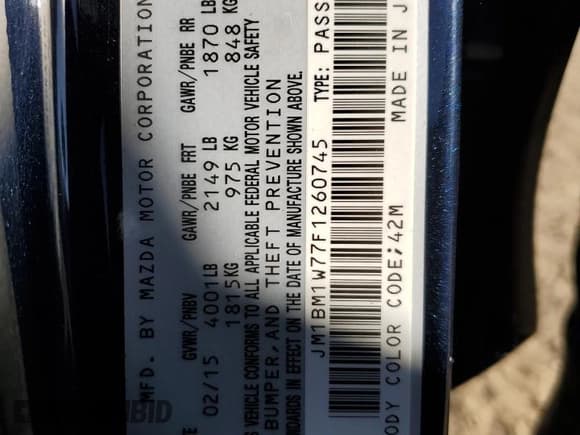 MFD. BY MAZDA MOTOR CORPORATION
GVWR/PNBV GAWR/PNBE FRT GAWR/PNBE RR
02/15 4001LB 2149 LB 1870 LB
1815KG 975 KG 848 KG
VEHICLE CONFORMS TO ALL APPLICABLE FEDERAL MOTOR VEHICLE SAFETY
BUMPER, AND THEFT PREVENTION
IN EFFECT ON THE DATE OF MANUFACTURE SHOWN ABOVE.
JM1BM1W77F1260745 TYPE: PASS
COLOR CODE;42M MADE IN J